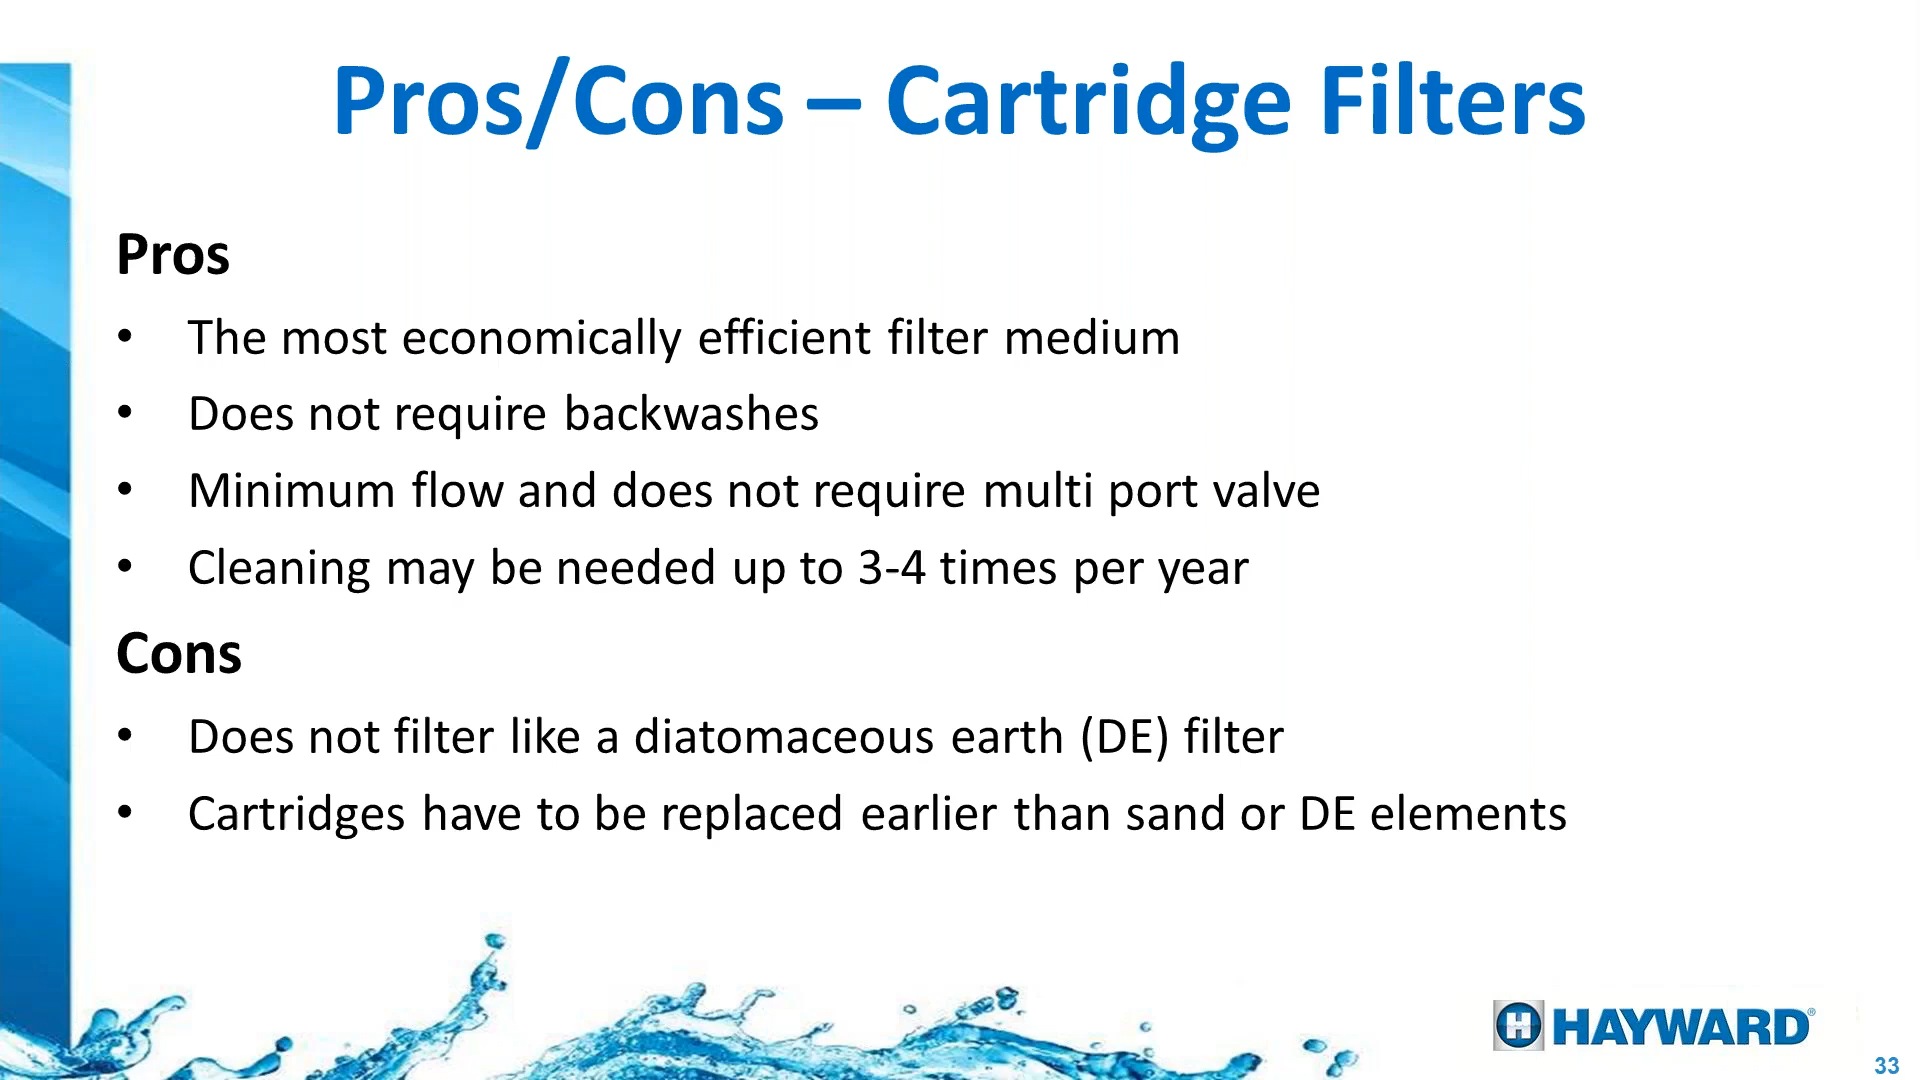 Pros/Cons – Cartridge Filters
Pros
• The most economically efficient filter medium
• Does not require backwashes
• Minimum flow and does not require multi port valve
• Cleaning may be needed up to 3-4 times per year
Cons
• Does not filter like a diatomaceous earth (DE) filter
• Cartridges have to be replaced earlier than sand or DE elements
HAYWARD®
33